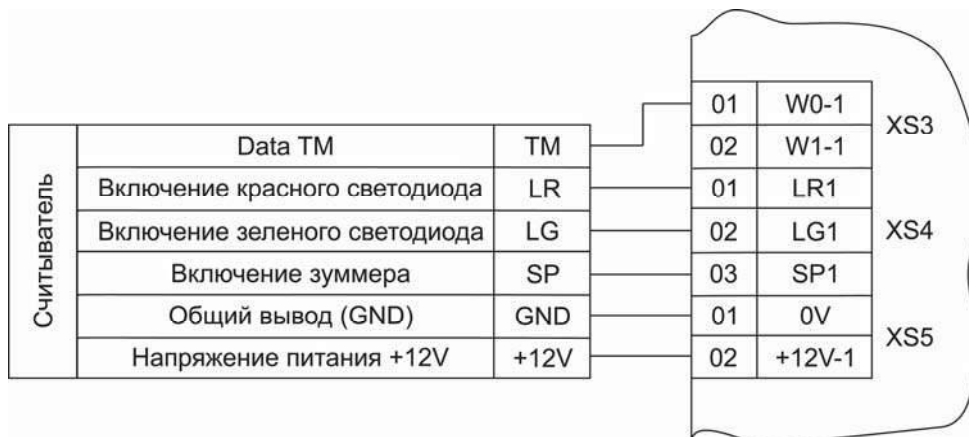 01 W0-1
XS3
Data TM TM 02 W1-1
Включение красного светодиода LR 01 LR1
Включение зеленого светодиода LG 02 LG1 XS4
Включение зуммера SP 03 SP1
Общий вывод (GND) GND 01 0V
XS5
Напряжение питания +12V +12V 02 +12V-1
Считыватель